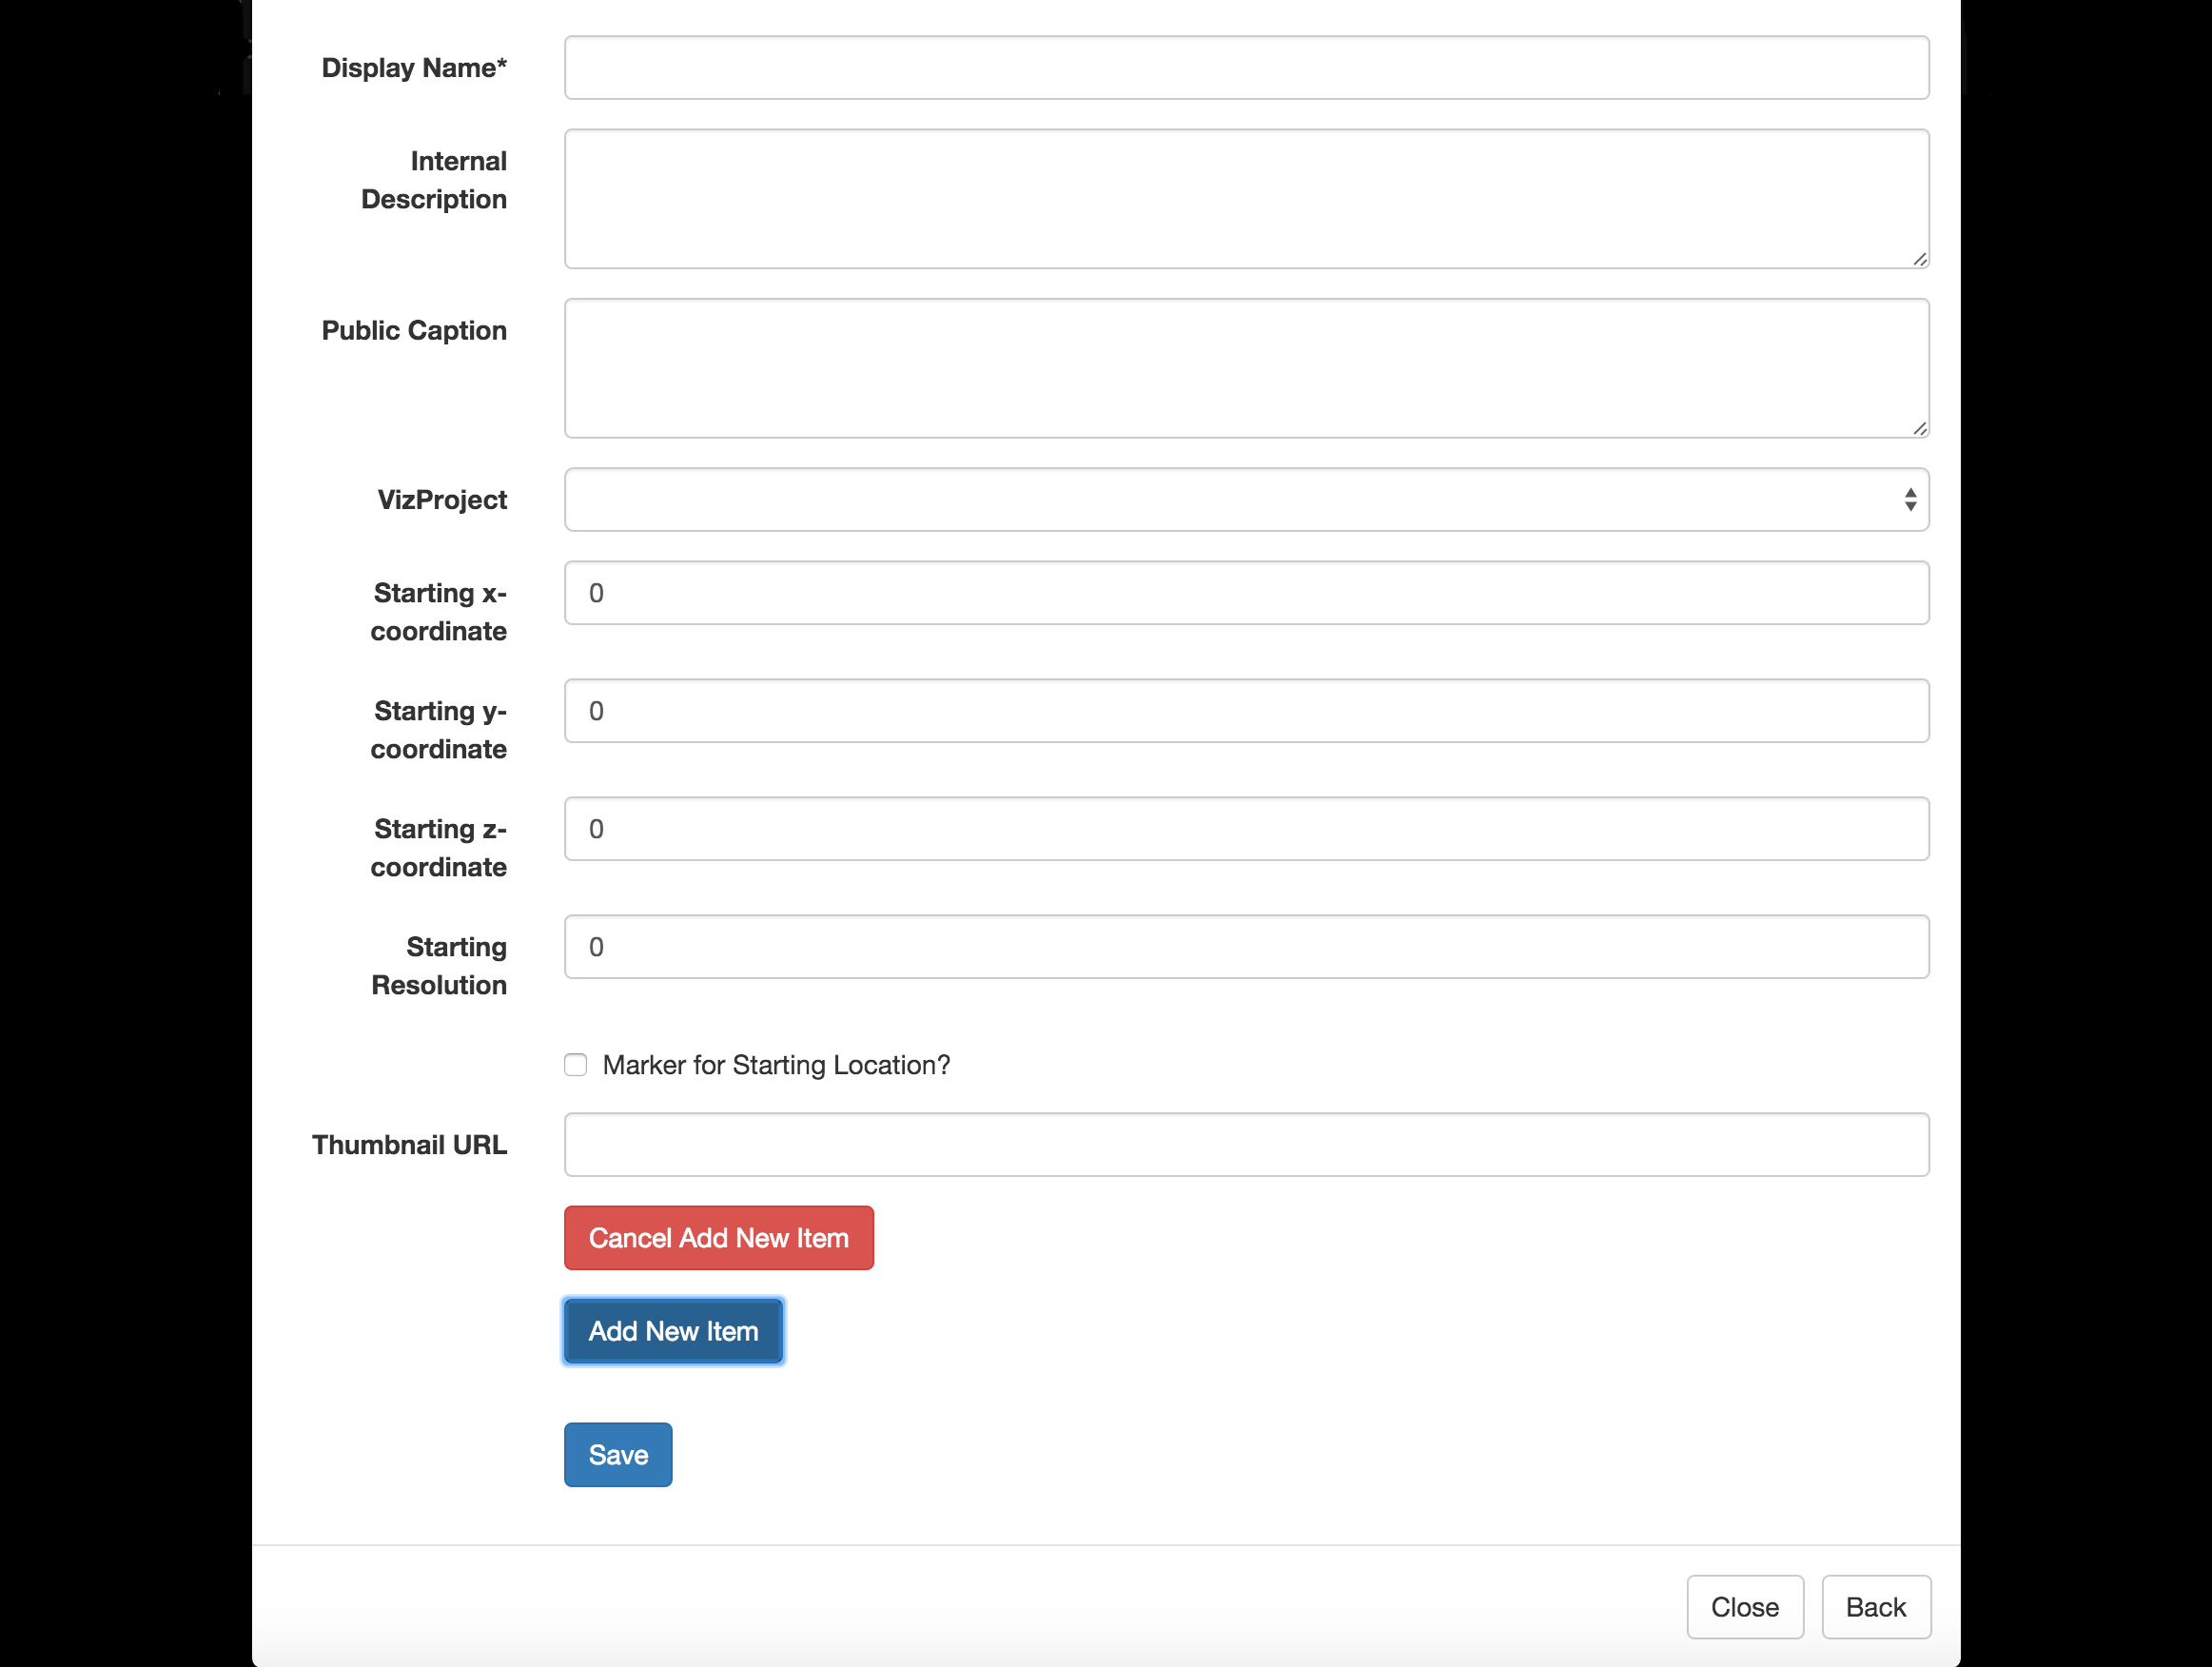 Display Name*
Internal
Description
Public Caption
VizProject
Starting x-
coordinate
0
Starting y-
coordinate
0
Starting z-
coordinate
0
Starting
Resolution
0
Marker for Starting Location?
Thumbnail URL
Cancel Add New Item
Add New Item
Save
Close
Back